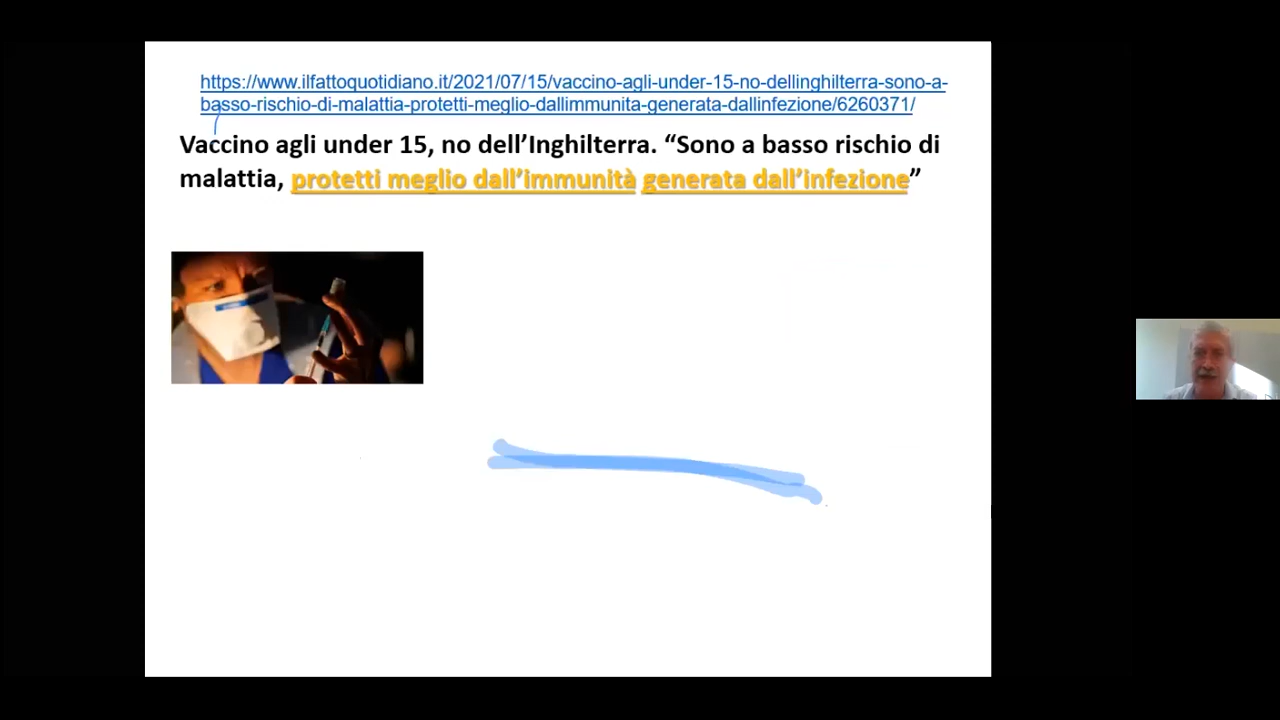 https://www.ilfattoquotidiano.it/2021/07/15/vaccino-agli-under-15-no-dellinghilterra-sono-a-
basso-rischio-di-malattia-protetti-meglio-dallimmunita-generata-dallinfezione/6260371/
Vaccino agli under 15, no dell’Inghilterra. “Sono a basso rischio di
malattia, protetti meglio dall’immunità generata dall’infezione”